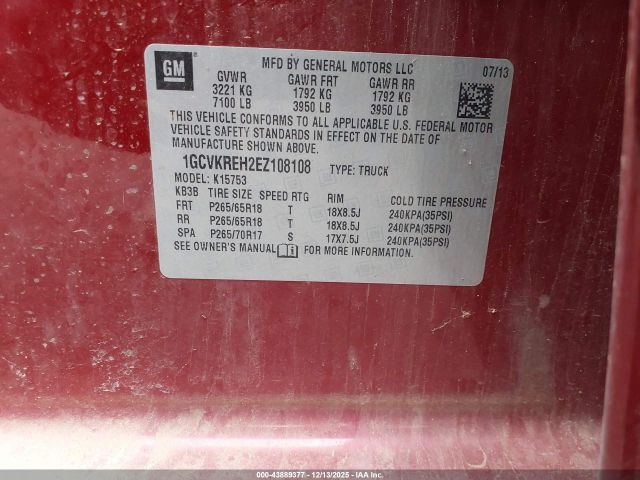 GM
MFD BY GENERAL MOTORS LLC 07/13
GVWR GAWR FRT GAWR RR
3221 KG 1792 KG 1792 KG
7100 LB 3950 LB 3950 LB
THIS VEHICLE CONFORMS TO ALL APPLICABLE U.S. FEDERAL MOTOR
VEHICLE SAFETY STANDARDS IN EFFECT ON THE DATE OF
MANUFACTURE SHOWN ABOVE.
1GCVKREH2EZ108108 TYPE: TRUCK
MODEL: K15753
KB3B TIRE SIZE SPEED RTG RIM COLD TIRE PRESSURE
FRT P265/65R18 T 18X8.5J 240KPA(35PSI)
RR P265/65R18 T 18X8.5J 240KPA(35PSI)
SPA P265/70R17 S 17X7.5J 240KPA(35PSI)
SEE OWNER'S MANUAL FOR MORE INFORMATION.
000-43889377 - 12/13/2025 - IAA, Inc.